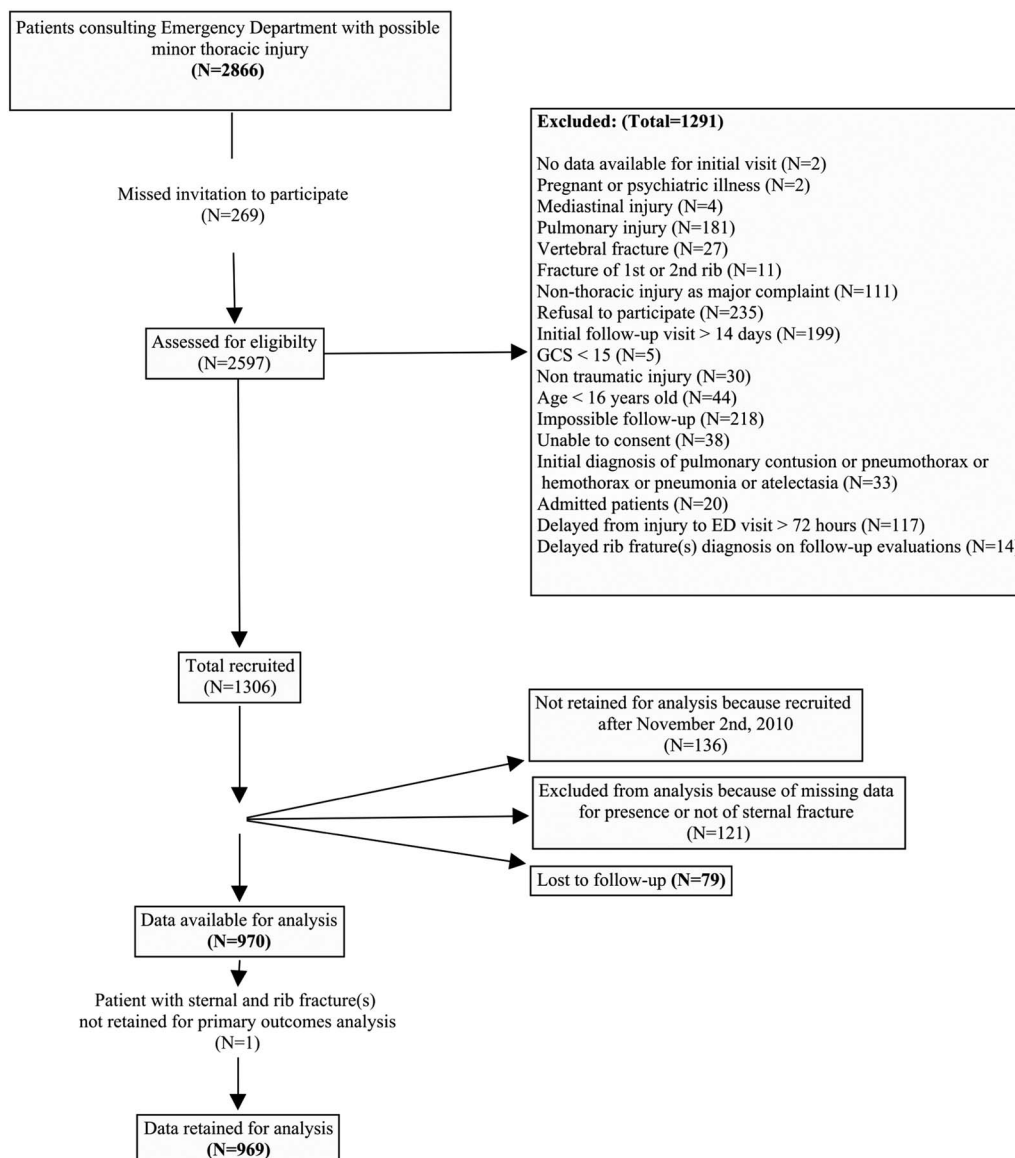 Patients consulting Emergency Department with possible
minor thoracic injury
(N=2866)
Missed invitation to participate
(N=269)
Assessed for eligibilty
(N=2597)
Excluded: (Total=1291)
No data available for initial visit (N=2)
Pregnant or psychiatric illness (N=2)
Mediastinal injury (N=4)
Pulmonary injury (N=181)
Vertebral fracture (N=27)
Fracture of 1st or 2nd rib (N=11)
Non-thoracic injury as major complaint (N=111)
Refusal to participate (N=235)
Initial follow-up visit > 14 days (N=199)
GCS < 15 (N=5)
Non traumatic injury (N=30)
Age < 16 years old (N=44)
Impossible follow-up (N=218)
Unable to consent (N=38)
Initial diagnosis of pulmonary contusion or pneumothorax or
hemothorax or pneumonia or atelectasia (N=33)
Admitted patients (N=20)
Delayed from injury to ED visit > 72 hours (N=117)
Delayed rib frature(s) diagnosis on follow-up evaluations (N=14
Total recruited
(N=1306)
Not retained for analysis because recruited
after November 2nd, 2010
(N=136)
Excluded from analysis because of missing data
for presence or not of sternal fracture
(N=121)
Lost to follow-up (N=79)
Data available for analysis
(N=970)
Patient with sternal and rib fracture(s)
not retained for primary outcomes analysis
(N=1)
Data retained for analysis
(N=969)